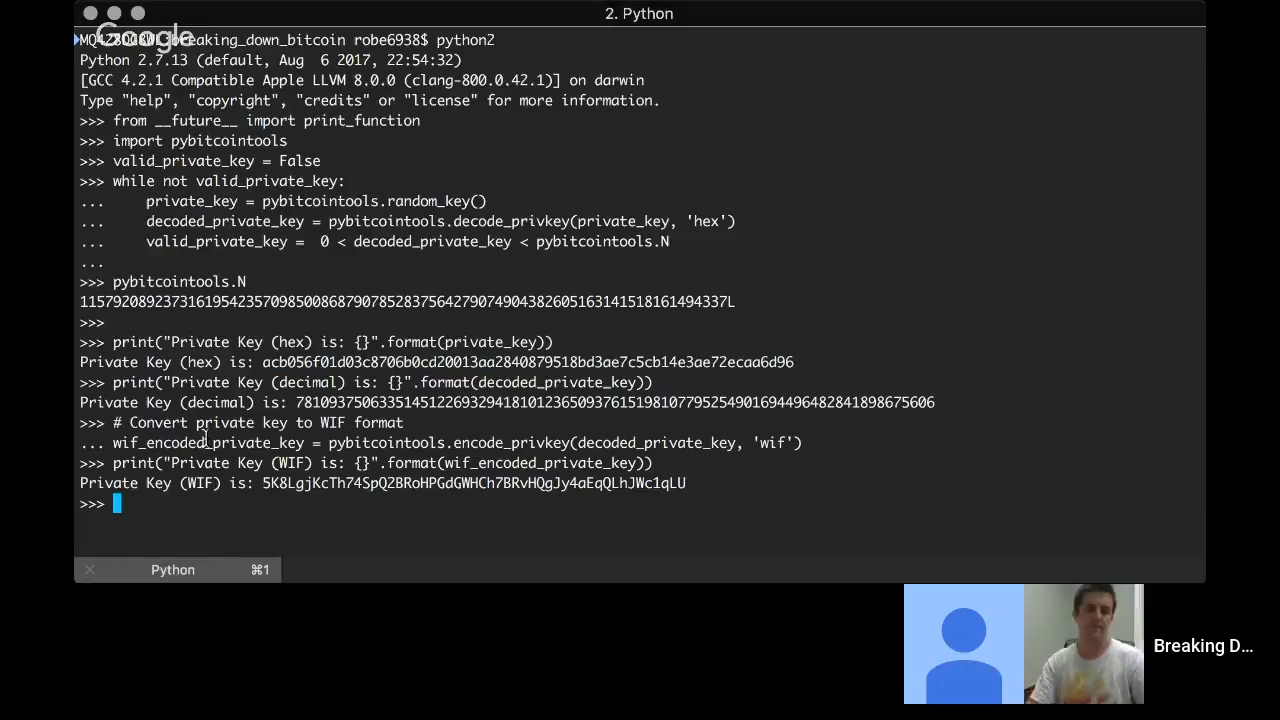 2. Python
Google
breaking_down_bitcoin robe6938$ python2
Python 2.7.13 (default, Aug  6 2017, 22:54:32)
[GCC 4.2.1 Compatible Apple LLVM 8.0.0 (clang-800.0.42.1)] on darwin
Type "help", "copyright", "credits" or "license" for more information.
>>> from __future__ import print_function
>>> import pybitcointools
>>> valid_private_key = False
>>> while not valid_private_key:
...     private_key = pybitcointools.random_key()
...     decoded_private_key = pybitcointools.decode_privkey(private_key, 'hex')
...     valid_private_key =  0 < decoded_private_key < pybitcointools.N
...
>>> pybitcointools.N
115792089237316195423570985008687907852837564279074904382605163141518161494337L
>>>
>>> print("Private Key (hex) is: {}".format(private_key))
Private Key (hex) is: acb056f01d03c8706b0cd20013aa2840879518bd3ae7c5cb14e3ae72ecaa6d96
>>> print("Private Key (decimal) is: {}".format(decoded_private_key))
Private Key (decimal) is: 78109375063351451226932941810123650937615198107795254901694496482841898675606
>>> # Convert private key to WIF format
... wif_encoded_private_key = pybitcointools.encode_privkey(decoded_private_key, 'wif')
>>> print("Private Key (WIF) is: {}".format(wif_encoded_private_key))
Private Key (WIF) is: 5K8LgjKcTh74SpQ2BRoHPGdGWHCh7BRvHQgJy4aEqQLhJWc1qLU
>>>
Python ⌘1
Breaking D...